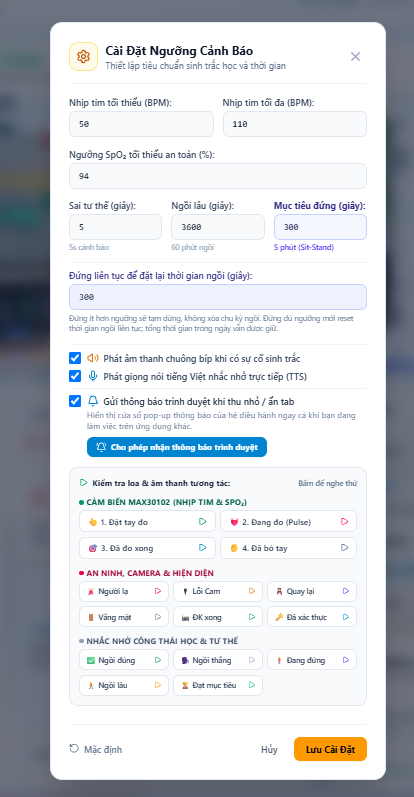 Cài Đặt Ngưỡng Cảnh Báo
Thiết lập tiêu chuẩn sinh trắc học và thời gian
Nhịp tim tối thiểu (BPM):
Nhịp tim tối đa (BPM):
50
110
Ngưỡng SpO₂ tối thiểu an toàn (%):
94
Sai tư thế (giây):
Ngồi lâu (giây):
Mục tiêu đứng (giây):
5
3600
300
5s cảnh báo
60 phút ngồi
5 phút (Sit-Stand)
Đứng liên tục để đặt lại thời gian ngồi (giây):
300
Đứng ít hơn ngưỡng sẽ tạm dừng, không xóa chu kỳ ngồi. Đứng đủ ngưỡng mới reset
thời gian ngồi liên tục; tổng thời gian trong ngày vẫn được giữ.
Phát âm thanh chuông bíp khi có sự cố sinh trắc
Phát giọng nói tiếng Việt nhắc nhở trực tiếp (TTS)
Gửi thông báo trình duyệt khi thu nhỏ / ẩn tab
Hiển thị cửa sổ pop-up thông báo của hệ điều hành ngay cả khi bạn đang
làm việc trên ứng dụng khác.
Cho phép nhận thông báo trình duyệt
Kiểm tra loa & âm thanh tương tác:
Bấm để nghe thử
CẢM BIẾN MAX30102 (NHỊP TIM & SPO₂)
1. Đặt tay đo
2. Đang đo (Pulse)
3. Đã đo xong
4. Đã bỏ tay
AN NINH, CAMERA & HIỆN DIỆN
Người lạ
Lỗi Cam
Quay lại
Vắng mặt
ĐK xong
Đã xác thực
NHẮC NHỞ CÔNG THÁI HỌC & TƯ THẾ
Ngồi đúng
Ngồi thẳng
Đang đứng
Ngồi lâu
Đạt mục tiêu
Mặc định
Hủy
Lưu Cài Đặt